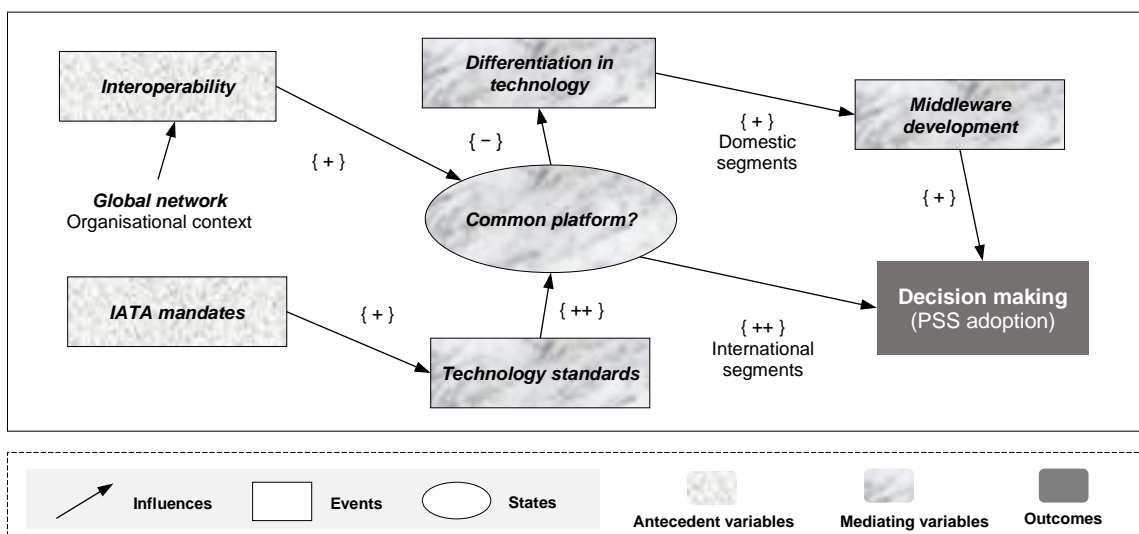 Interoperability
Differentiation in
technology
Middleware
development
{ + }
{ − }
{ + }
Domestic
segments
Global network
Organisational context
Common platform?
{ + }
IATA mandates
{ + }
{ ++ }
Technology standards
{ ++ }
International
segments
Decision making
(PSS adoption)
Influences
Events
States
Antecedent variables
Mediating variables
Outcomes